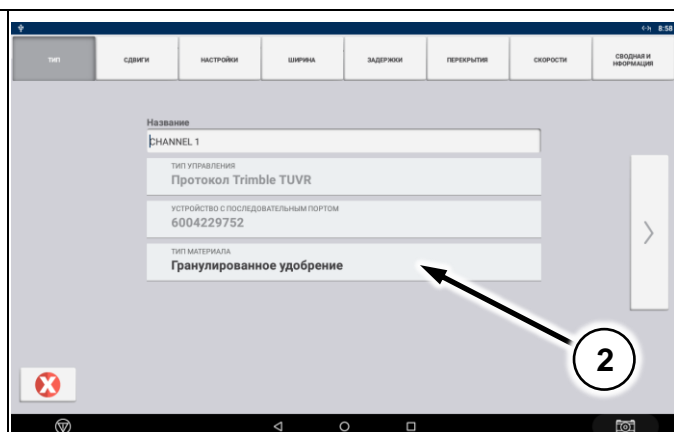 8:58
ТИП
СДВИГИ
НАСТРОЙКИ
ШИРИНА
ЗАДЕРЖКИ
ПЕРЕКРЫТИЯ
СКОРОСТИ
СВОДНАЯ И
НФОРМАЦИЯ
Название
CHANNEL 1
ТИП УПРАВЛЕНИЯ
Протокол Trimble TUVR
УСТРОЙСТВО С ПОСЛЕДОВАТЕЛЬНЫМ ПОРТОМ
6004229752
ТИП МАТЕРИАЛА
Гранулированное удобрение
2